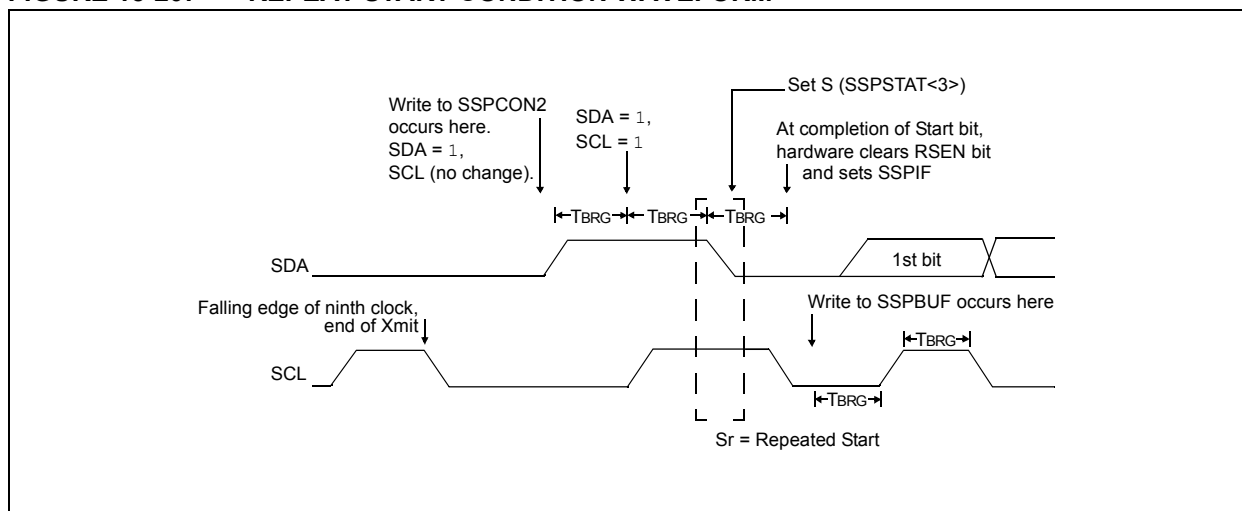 Set S (SSPSTAT<3>)
Write to SSPCON2
occurs here.
SDA = 1,
SCL (no change).
SDA = 1,
SCL = 1
At completion of Start bit,
hardware clears RSEN bit
and sets SSPIF
TBRG TBRG TBRG
SDA
1st bit
Falling edge of ninth clock,
end of Xmit
Write to SSPBUF occurs here
TBRG
SCL
TBRG
Sr = Repeated Start